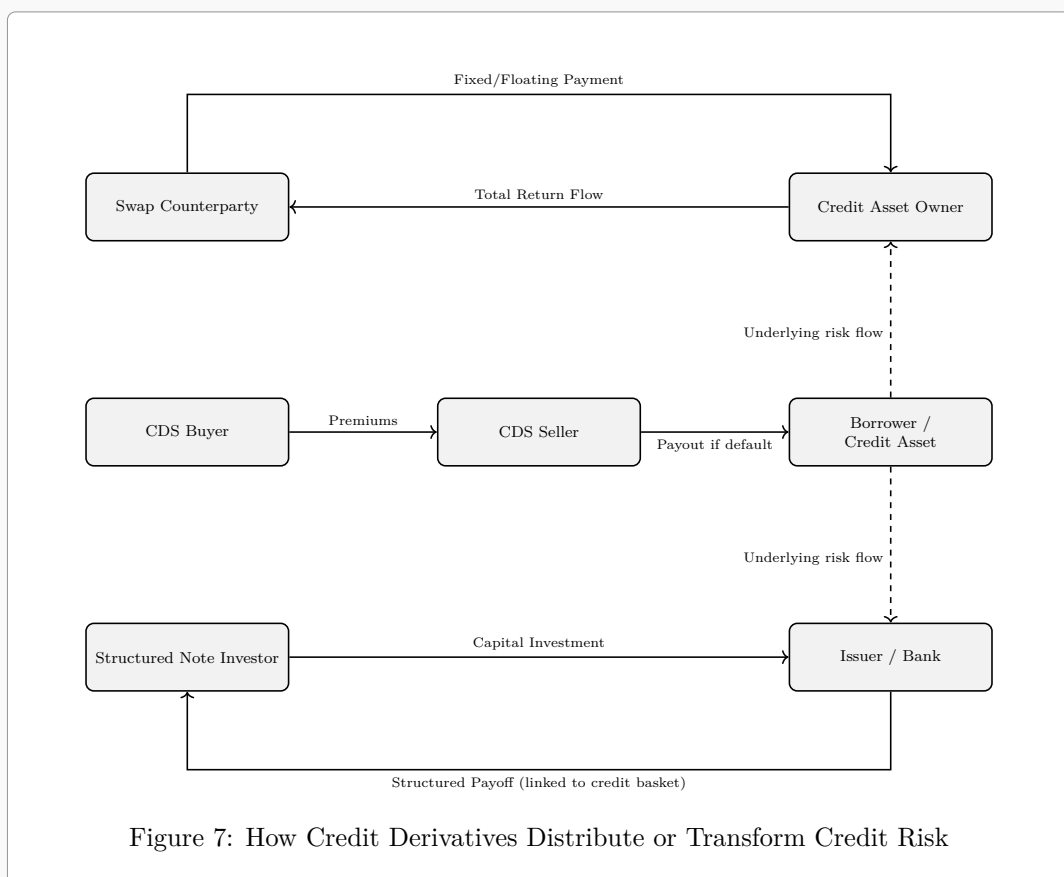 Fixed/Floating Payment
Swap Counterparty
Total Return Flow
Credit Asset Owner
Underlying risk flow
CDS Buyer
Premiums
CDS Seller
Payout if default
Borrower /
Credit Asset
Underlying risk flow
Structured Note Investor
Capital Investment
Issuer / Bank
Structured Payoff (linked to credit basket)
Figure 7: How Credit Derivatives Distribute or Transform Credit Risk